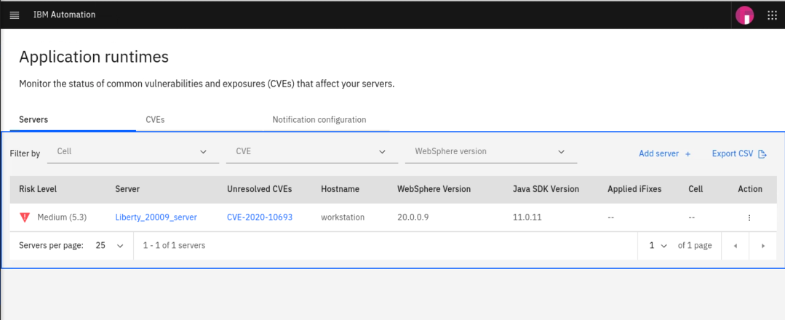 IBM Automation
Application runtimes
Monitor the status of common vulnerabilities and exposures (CVEs) that affect your servers.
Servers CVEs Notification configuration
Filter by Cell CVE WebSphere version Add server + Export CSV
Risk Level Server Unresolved CVEs Hostname WebSphere Version Java SDK Version Applied iFixes Cell Action
Medium (5.3) Liberty_20009_server CVE-2020-10693 workstation 20.0.0.9 11.0.11 -- --
Servers per page: 25 1 - 1 of 1 servers 1 of 1 page